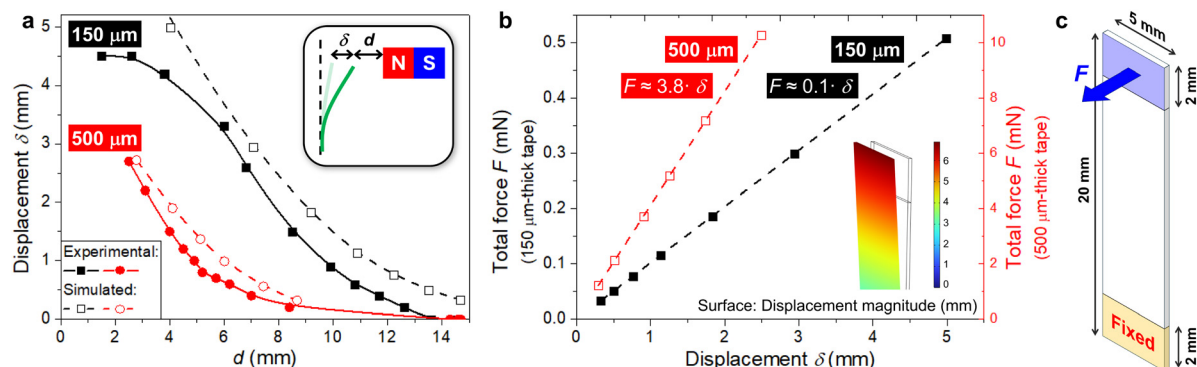 a
150 μm
500 μm
δ
d
N S
Displacement δ (mm)
5
4
3
2
1
0
Experimental:
Simulated:
0 2 4 6 8 10 12 14
d (mm)
b
500 μm
150 μm
F ≈ 3.8· δ
F ≈ 0.1· δ
Total force F (mN)
(150 μm-thick tape)
0.5
0.4
0.3
0.2
0.1
0.0
6
5
4
3
2
1
0
Surface: Displacement magnitude (mm)
0 1 2 3 4 5
Displacement δ (mm)
10
8
6
4
2
0
Total force F (mN)
(500 μm-thick tape)
c
5 mm
2 mm
F
20 mm
Fixed
2 mm